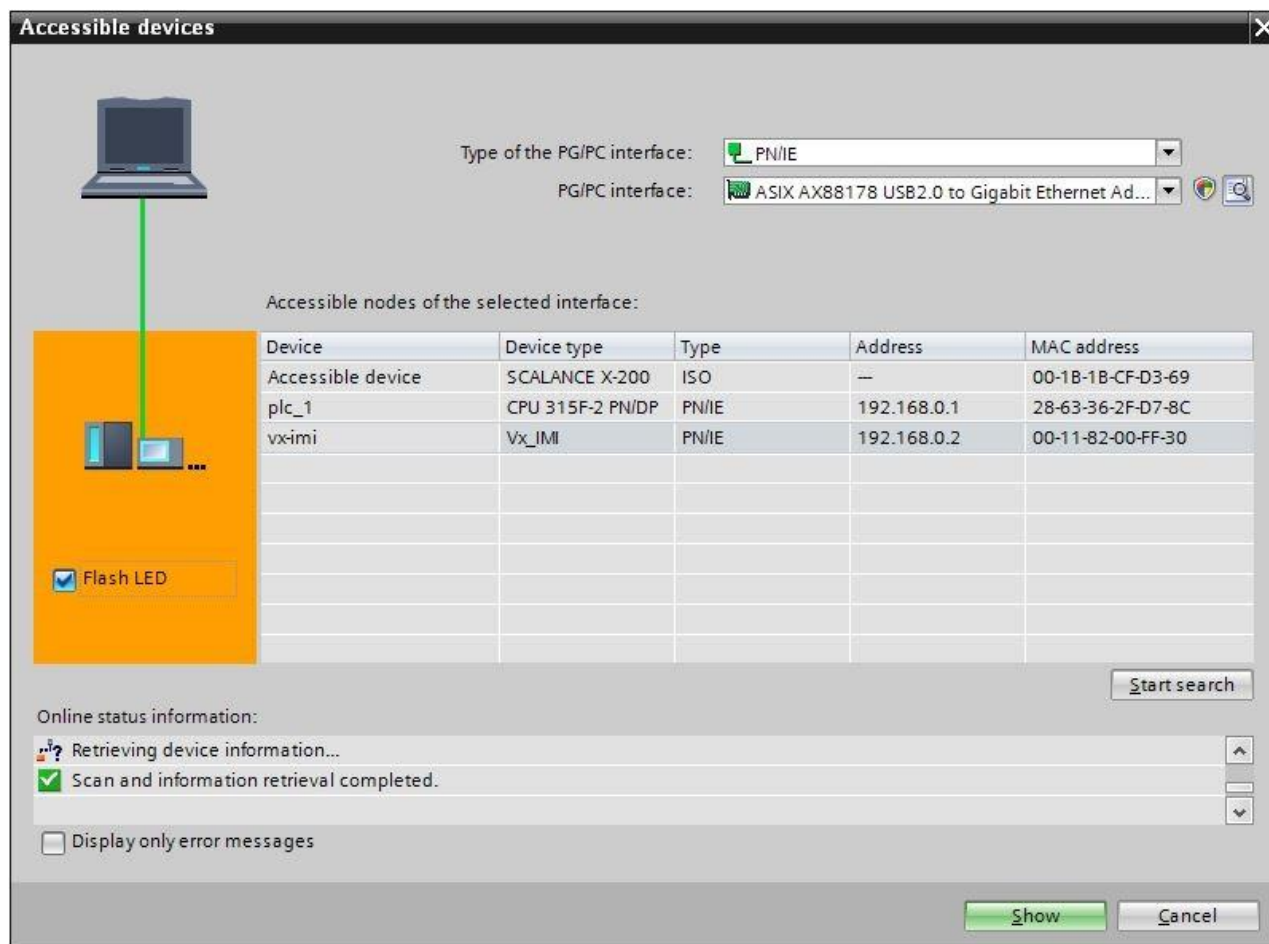 Accessible devices
Type of the PG/PC interface: PN/IE
PG/PC interface: ASIX AX88178 USB2.0 to Gigabit Ethernet Ad...
Accessible nodes of the selected interface:
Device Device type Type Address MAC address
Accessible device SCALANCE X-200 ISO — 00-1B-1B-CF-D3-69
plc_1 CPU 315F-2 PN/DP PN/IE 192.168.0.1 28-63-36-2F-D7-8C
vx-imi Vx_IMI PN/IE 192.168.0.2 00-11-82-00-FF-30
Flash LED
Start search
Online status information:
Retrieving device information...
Scan and information retrieval completed.
Display only error messages
Show Cancel